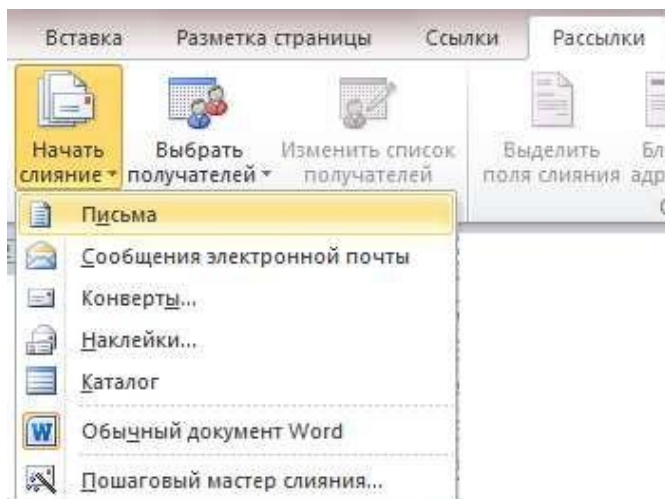 Вставка Разметка страницы Ссылки Рассылки
Начать слияние
Выбрать получателей
Изменить список получателей
Выделить поля слияния
Письма
Сообщения электронной почты
Конверты...
Наклейки...
Каталог
Обычный документ Word
Пошаговый мастер слияния...